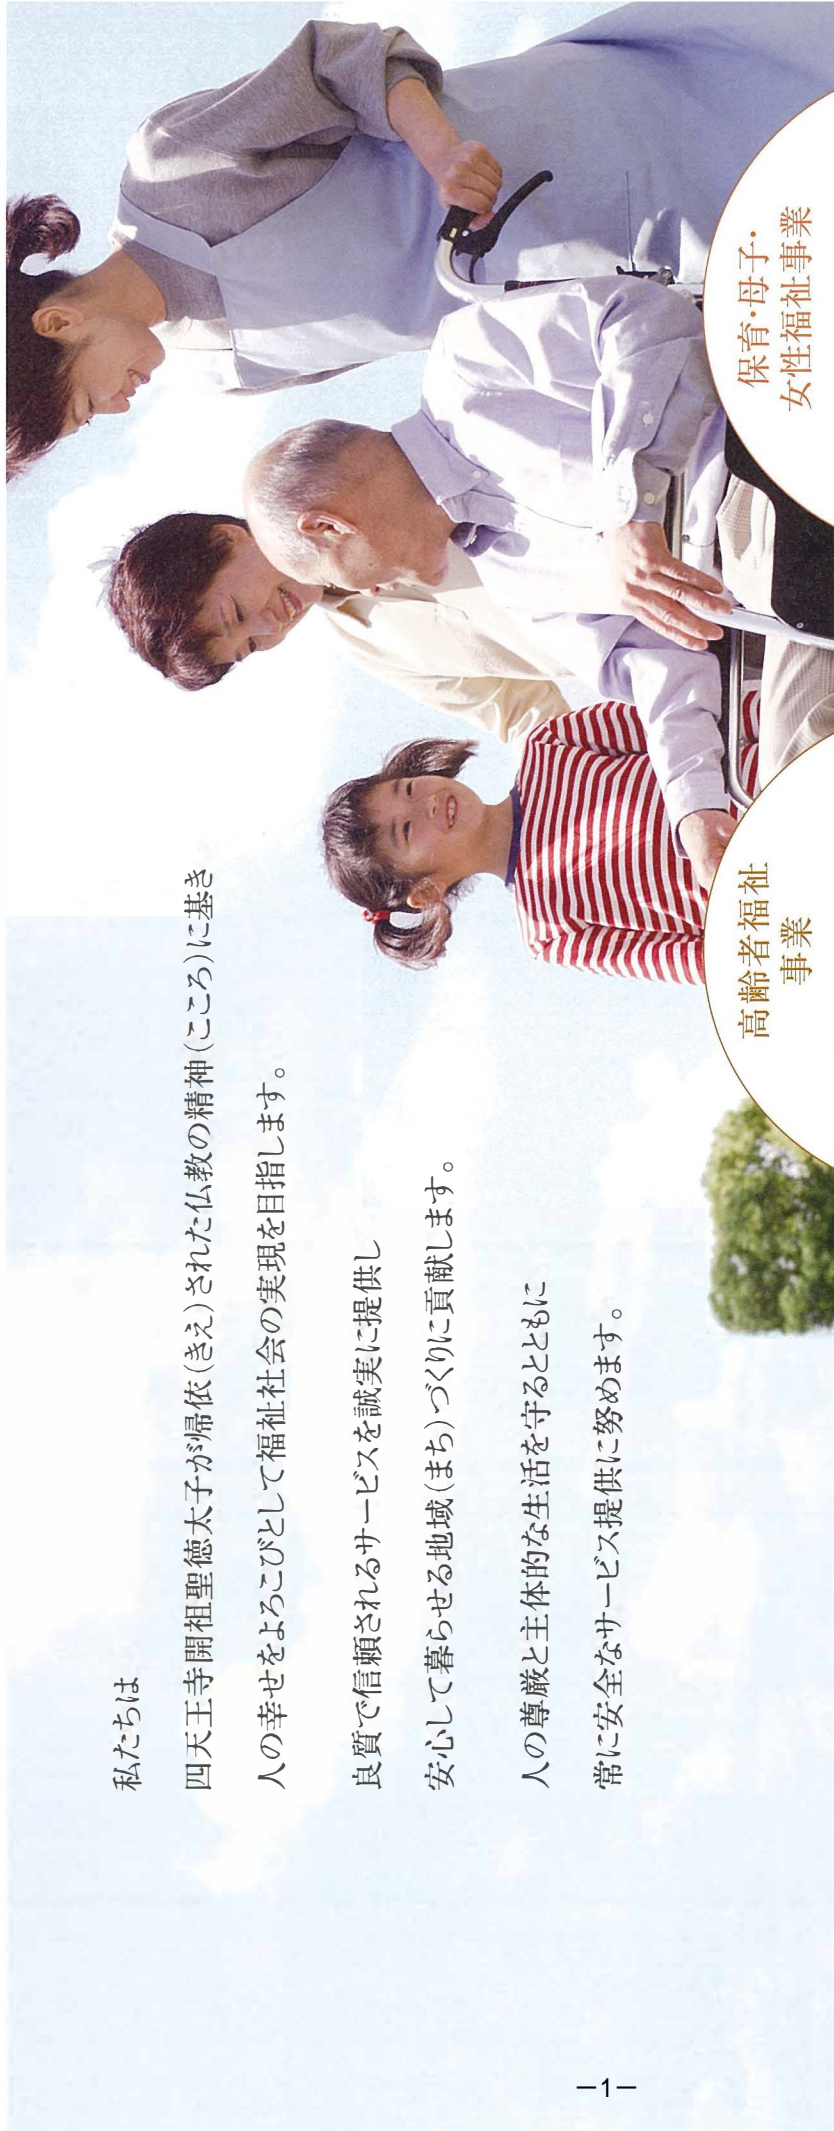 私たちは
四天王寺開祖聖徳太子が帰依(きえ)された仏教の精神(こころ)に基き
人の幸せをよろこびとして福祉社会の実現を目指します。
良質で信頼されるサービスを誠実に提供し
安心して暮らせる地域(まち)づくりに貢献します。
人の尊厳と主体的な生活を守るとともに
常に安全なサービス提供に努めます。
高齢者福祉
事業
保育・母子・
女性福祉事業
−1−